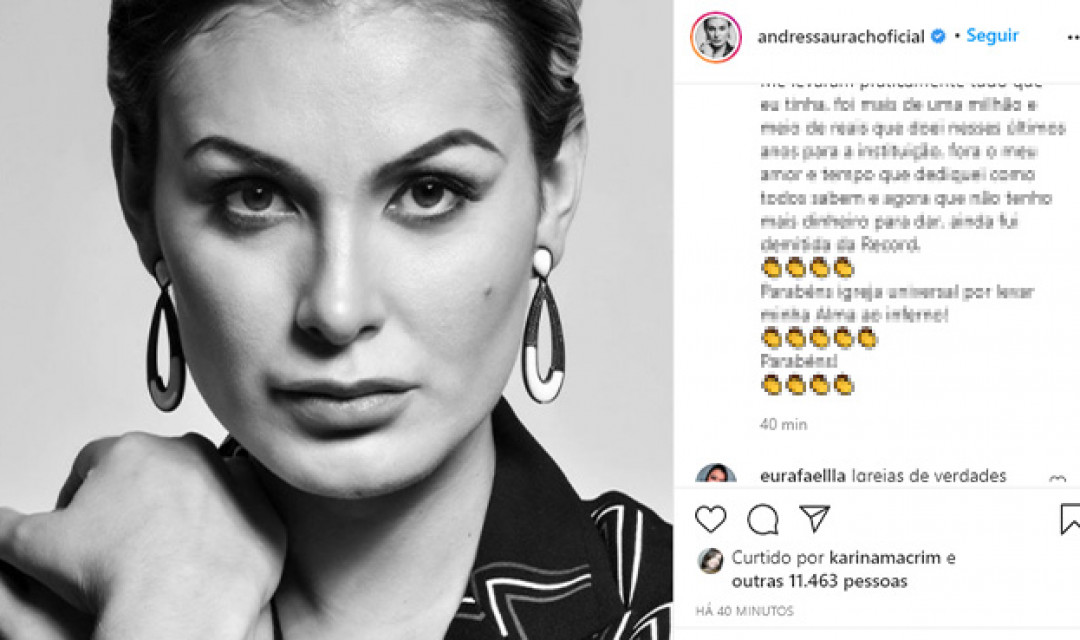 andressaurachoficial • Seguir
Me levaram praticamente tudo que
eu tinha, foi mais de uma milhão e
meio de reais que doei nesses últimos
anos para a instituição, fora o meu
amor e tempo que dediquei como
todos sabem e agora que não tenho
mais dinheiro para dar, ainda fui
demitida da Record.
👏👏👏👏
Parabéns igreja universal por levar
minha Alma ao inferno!
👏👏👏👏👏
Parabéns!
👏👏👏👏
40 min
eurafaellla Igrejas de verdades
Curtido por karinamacrim e
outras 11.463 pessoas
HÁ 40 MINUTOS